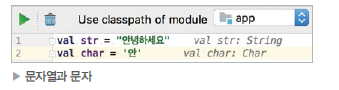 Use classpath of module app
1 val str = "안녕하세요" val str: String
2 val char = '안' val char: Char
▶ 문자열과 문자